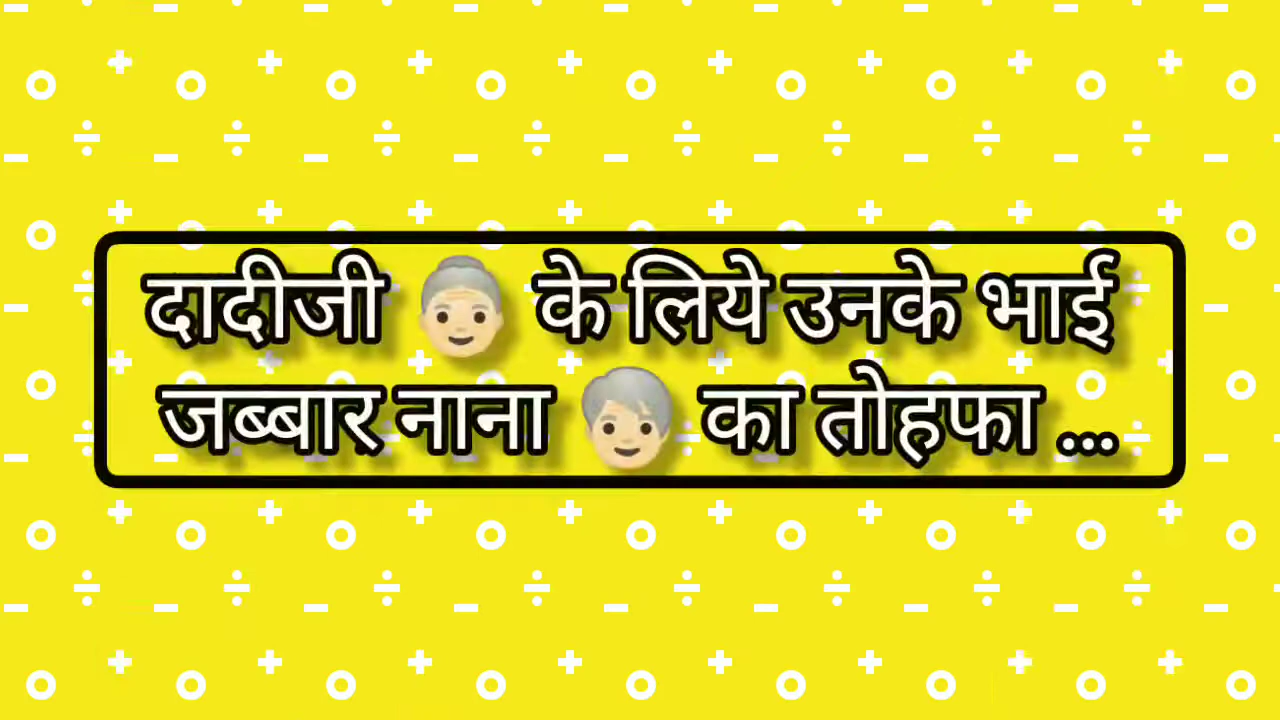 दादीजी 👵🏻 के लिये उनके भाई
जब्बार नाना 🧓🏻 का तोहफा ...